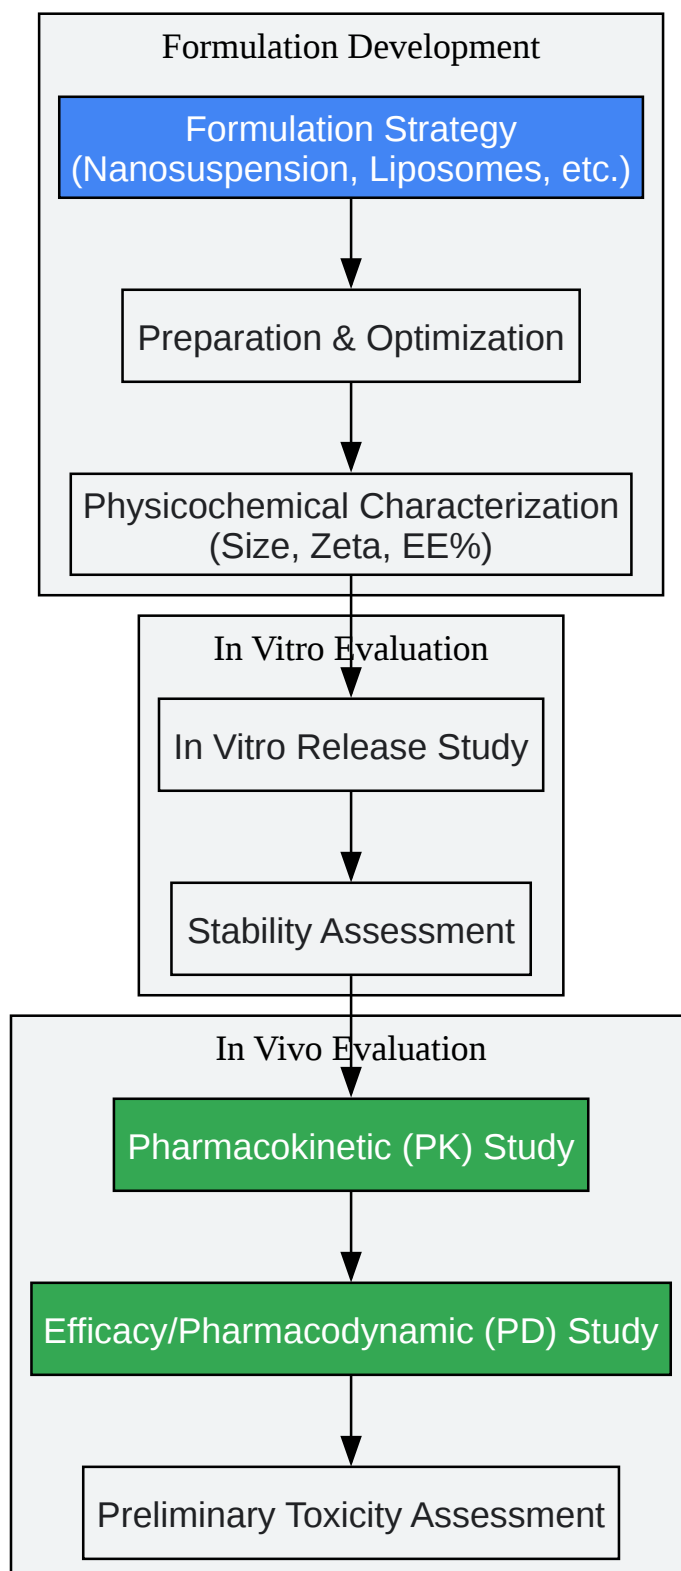 Formulation Development
Formulation Strategy
(Nanosuspension, Liposomes, etc.)
Preparation & Optimization
Physicochemical Characterization
(Size, Zeta, EE%)
In Vitro Evaluation
In Vitro Release Study
Stability Assessment
In Vivo Evaluation
Pharmacokinetic (PK) Study
Efficacy/Pharmacodynamic (PD) Study
Preliminary Toxicity Assessment